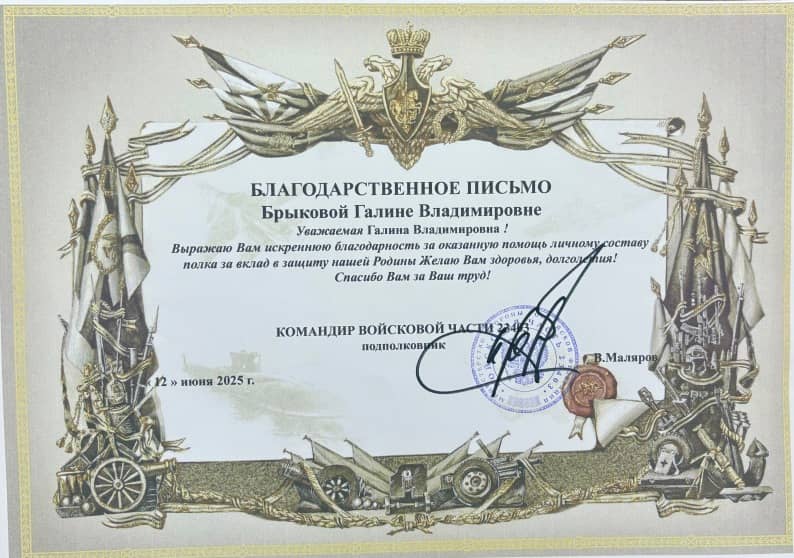 БЛАГОДАРСТВЕННОЕ ПИСЬМО
Брыковой Галине Владимировне
Уважаемая Галина Владимировна !
Выражаю Вам искреннюю благодарность за оказанную помощь личному составу
полка за вклад в защиту нашей Родины Желаю Вам здоровья, долголетия!
Спасибо Вам за Ваш труд!
КОМАНДИР ВОЙСКОВОЙ ЧАСТИ 23463
подполковник
В.Маляров
« 12 » июня 2025 г.